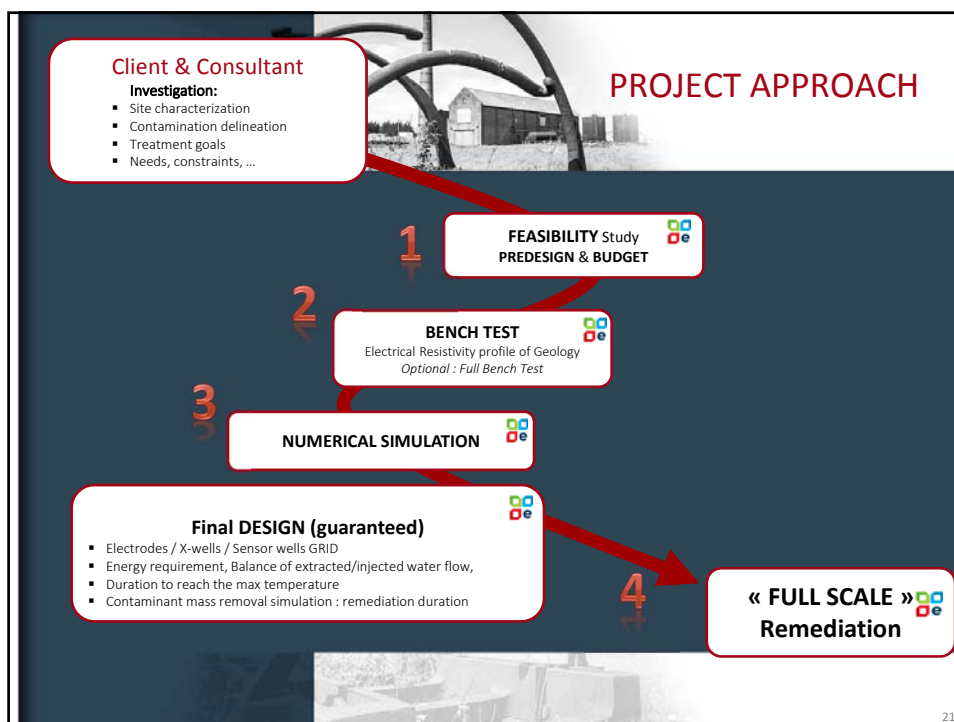 PROJECT APPROACH
Client & Consultant
Investigation:
▪ Site characterization
▪ Contamination delineation
▪ Treatment goals
▪ Needs, constraints, …
1
FEASIBILITY Study
PREDESIGN & BUDGET
e
2
BENCH TEST
Electrical Resistivity profile of Geology
Optional : Full Bench Test
e
3
NUMERICAL SIMULATION
e
Final DESIGN (guaranteed)
▪ Electrodes / X-wells / Sensor wells GRID
▪ Energy requirement, Balance of extracted/injected water flow,
▪ Duration to reach the max temperature
▪ Contaminant mass removal simulation : remediation duration
e
4
« FULL SCALE »
Remediation
e
21